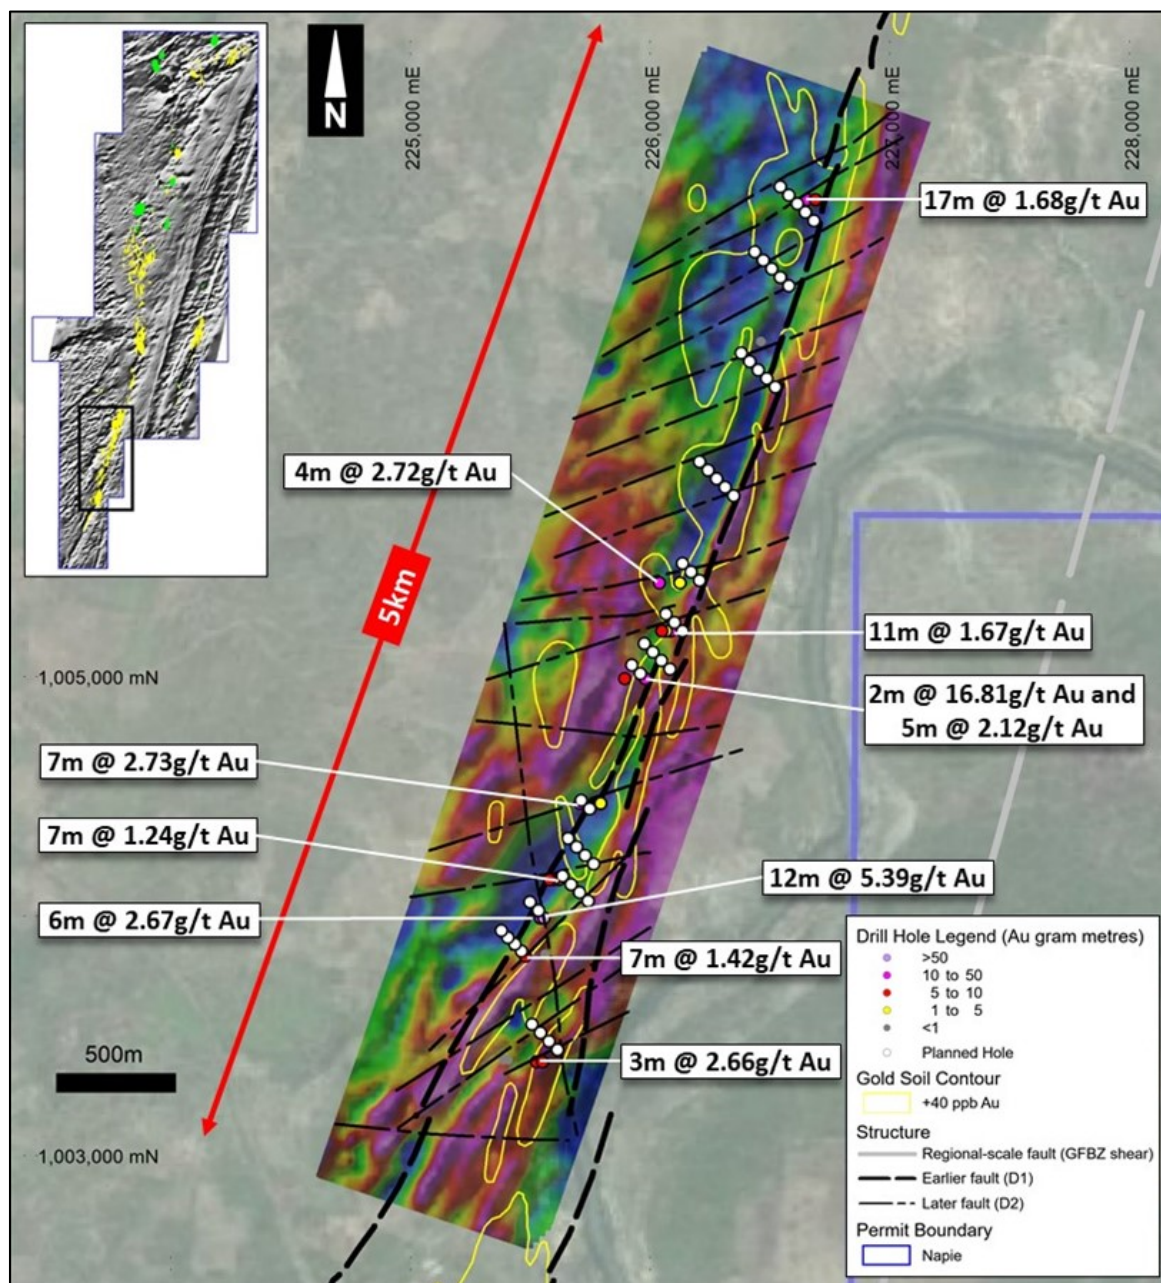 N
225,000 mE
226,000 mE
227,000 mE
228,000 mE
17m @ 1.68g/t Au
4m @ 2.72g/t Au
5km
11m @ 1.67g/t Au
1,005,000 mN
2m @ 16.81g/t Au and
5m @ 2.12g/t Au
7m @ 2.73g/t Au
7m @ 1.24g/t Au
12m @ 5.39g/t Au
6m @ 2.67g/t Au
7m @ 1.42g/t Au
500m
3m @ 2.66g/t Au
1,003,000 mN
Drill Hole Legend (Au gram metres)
>50
10 to 50
5 to 10
1 to 5
<1
Planned Hole
Gold Soil Contour
+40 ppb Au
Structure
Regional-scale fault (GFBZ shear)
Earlier fault (D1)
Later fault (D2)
Permit Boundary
Napie